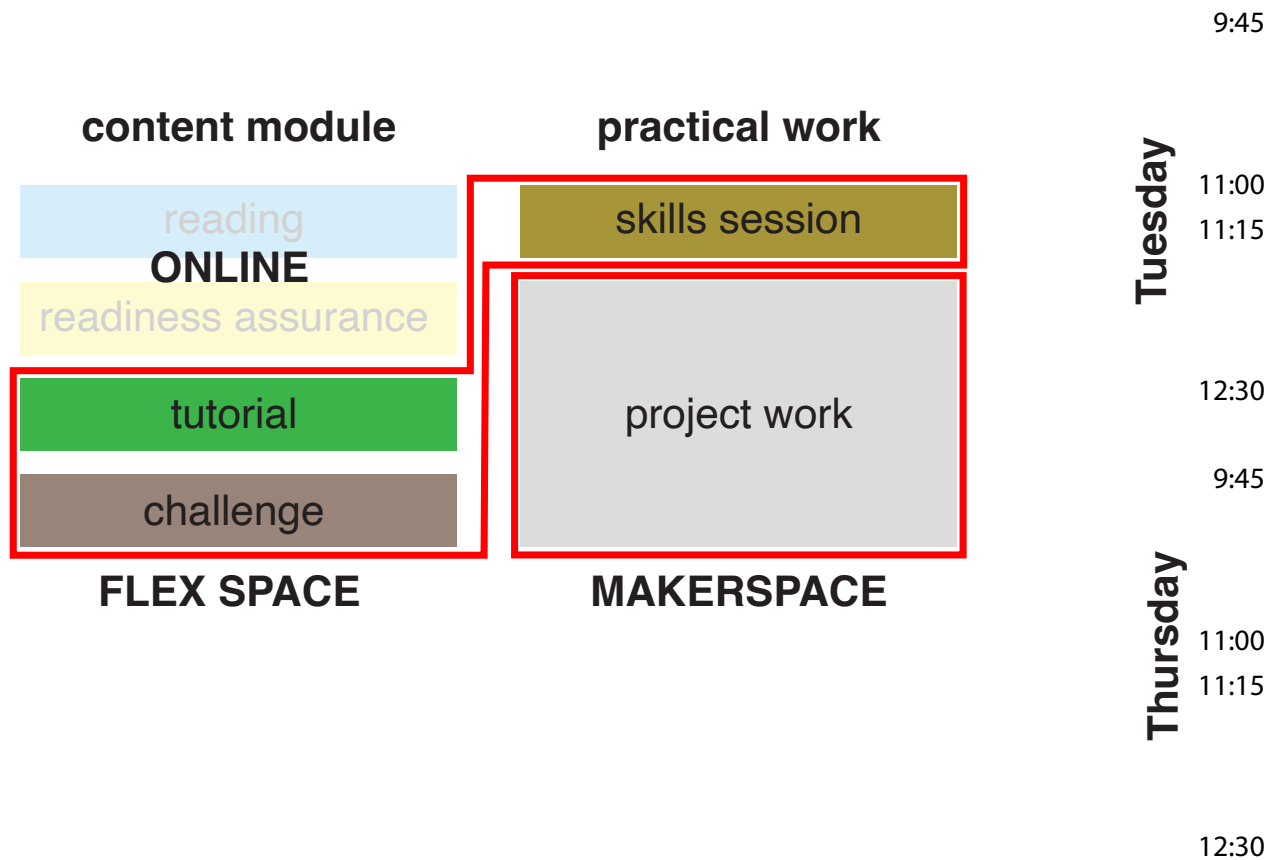 content module
practical work
reading
ONLINE
readiness assurance
tutorial
challenge
FLEX SPACE
skills session
project work
MAKERSPACE
Tuesday
9:45
11:00
11:15
12:30
Thursday
9:45
11:00
11:15
12:30